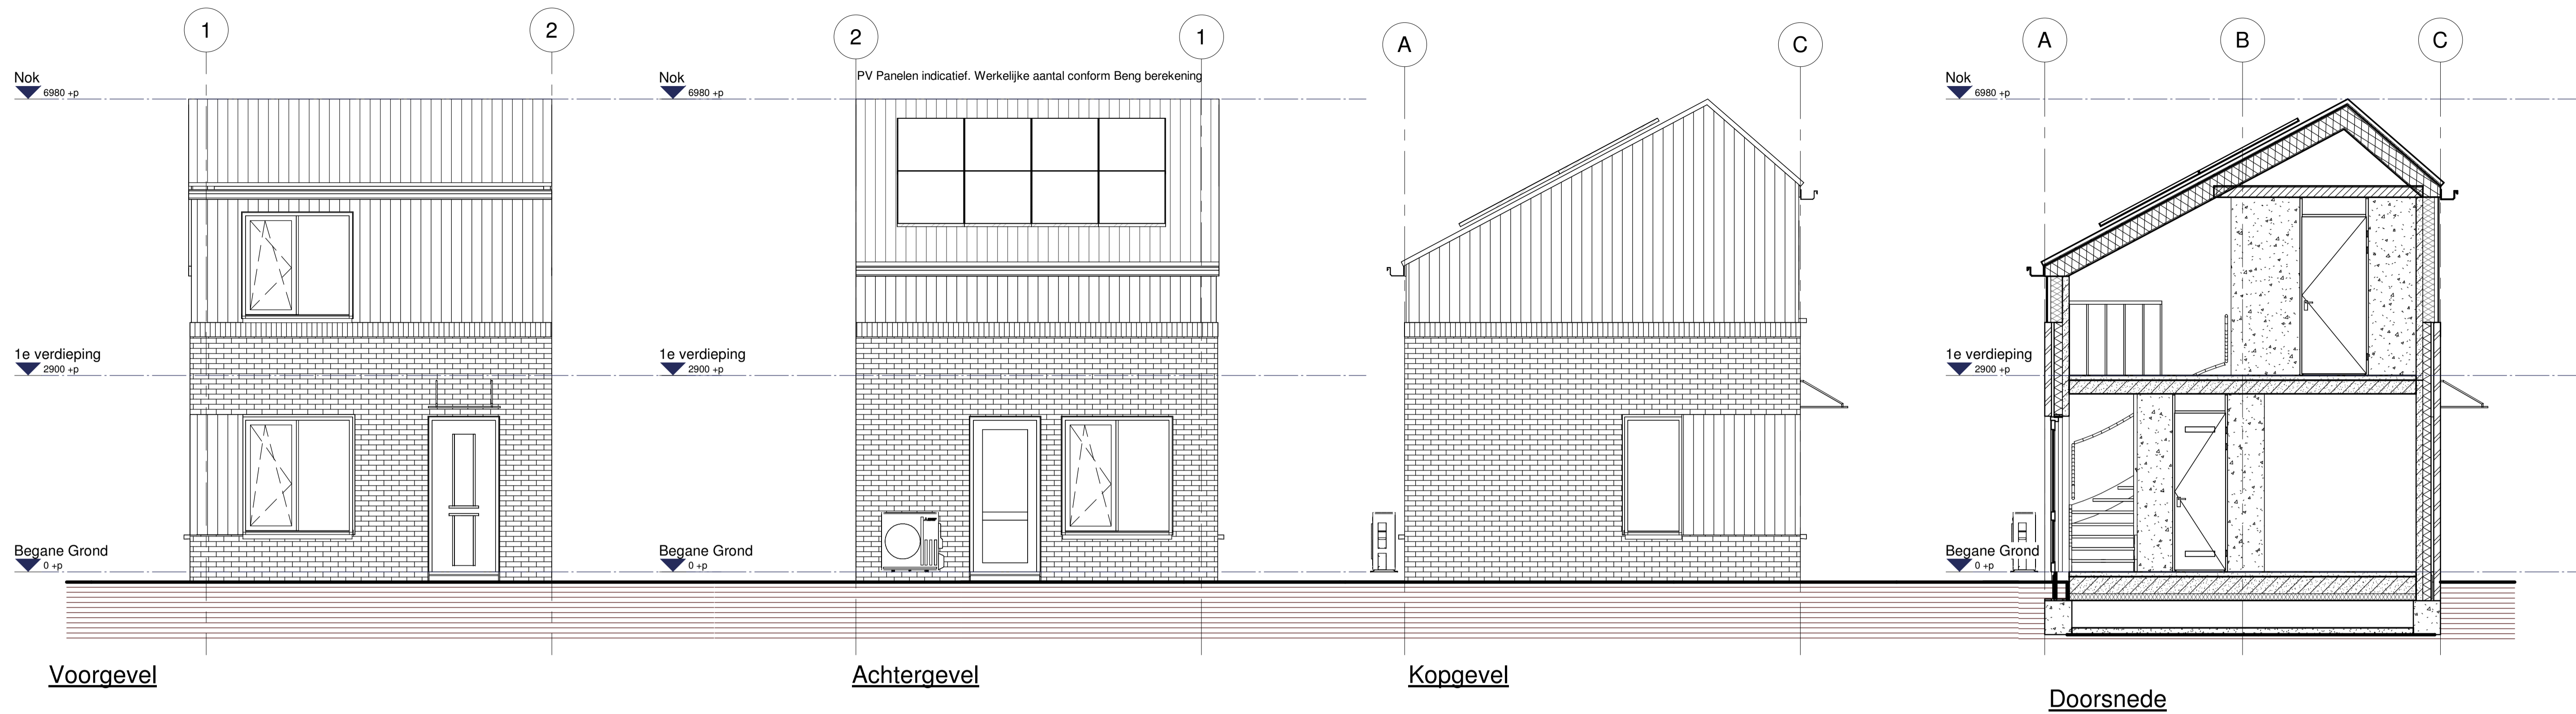 1
2
Nok
6980 +p
1e verdieping
2900 +p
Begane Grond
0 +p
Voorgevel
2
1
PV Panelen indicatief. Werkelijke aantal conform Beng berekening
Nok
6980 +p
1e verdieping
2900 +p
Begane Grond
0 +p
Achtergevel
A
C
Kopgevel
A
B
C
Nok
6980 +p
1e verdieping
2900 +p
Begane Grond
0 +p
Doorsnede